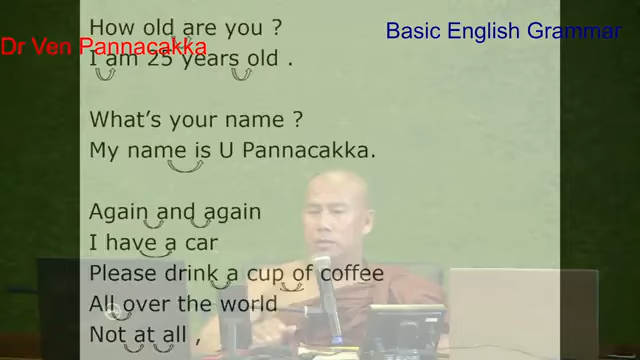 How old are you ?
Basic English Grammar
Dr Ven Pannacakka
I am 25 years old .
What’s your name ?
My name is U Pannacakka.
Again and again
I have a car
Please drink a cup of coffee
All over the world
Not at all ,